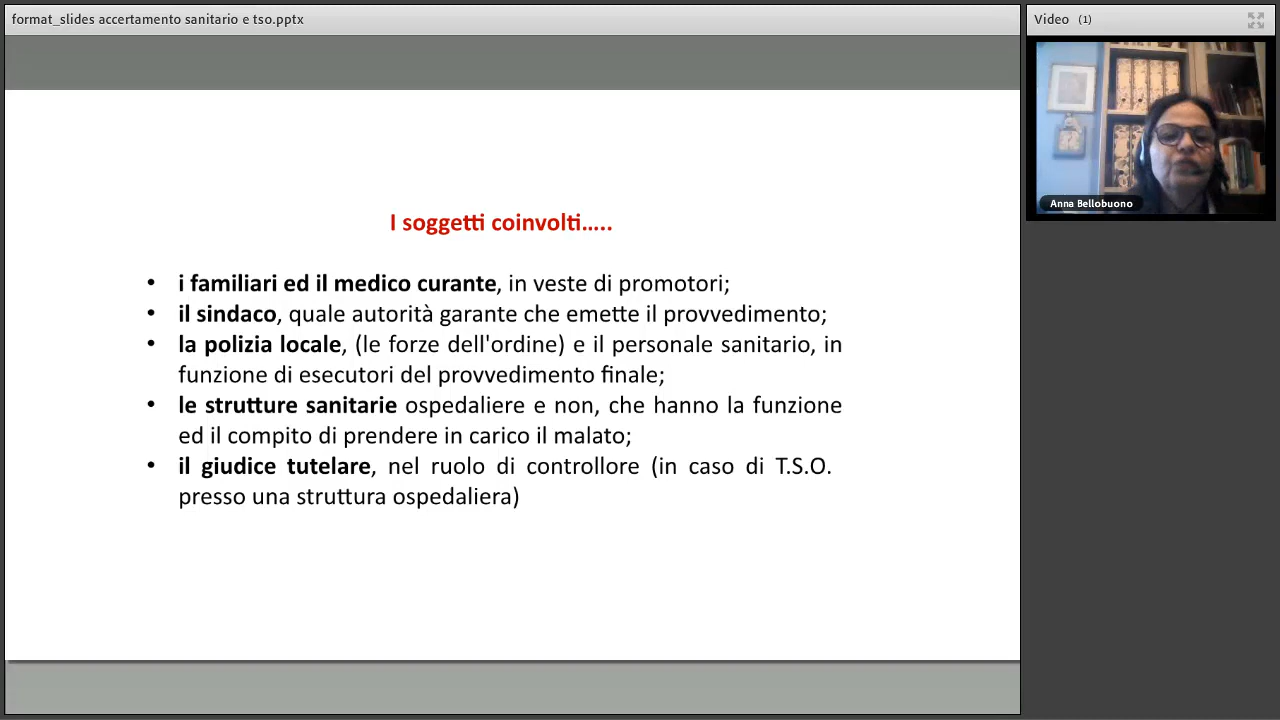 format_slides accertamento sanitario e tso.pptx
Video (1)
Anna Bellobuono
I soggetti coinvolti…..
• i familiari ed il medico curante, in veste di promotori;
• il sindaco, quale autorità garante che emette il provvedimento;
• la polizia locale, (le forze dell'ordine) e il personale sanitario, in
funzione di esecutori del provvedimento finale;
• le strutture sanitarie ospedaliere e non, che hanno la funzione
ed il compito di prendere in carico il malato;
• il giudice tutelare, nel ruolo di controllore (in caso di T.S.O.
presso una struttura ospedaliera)